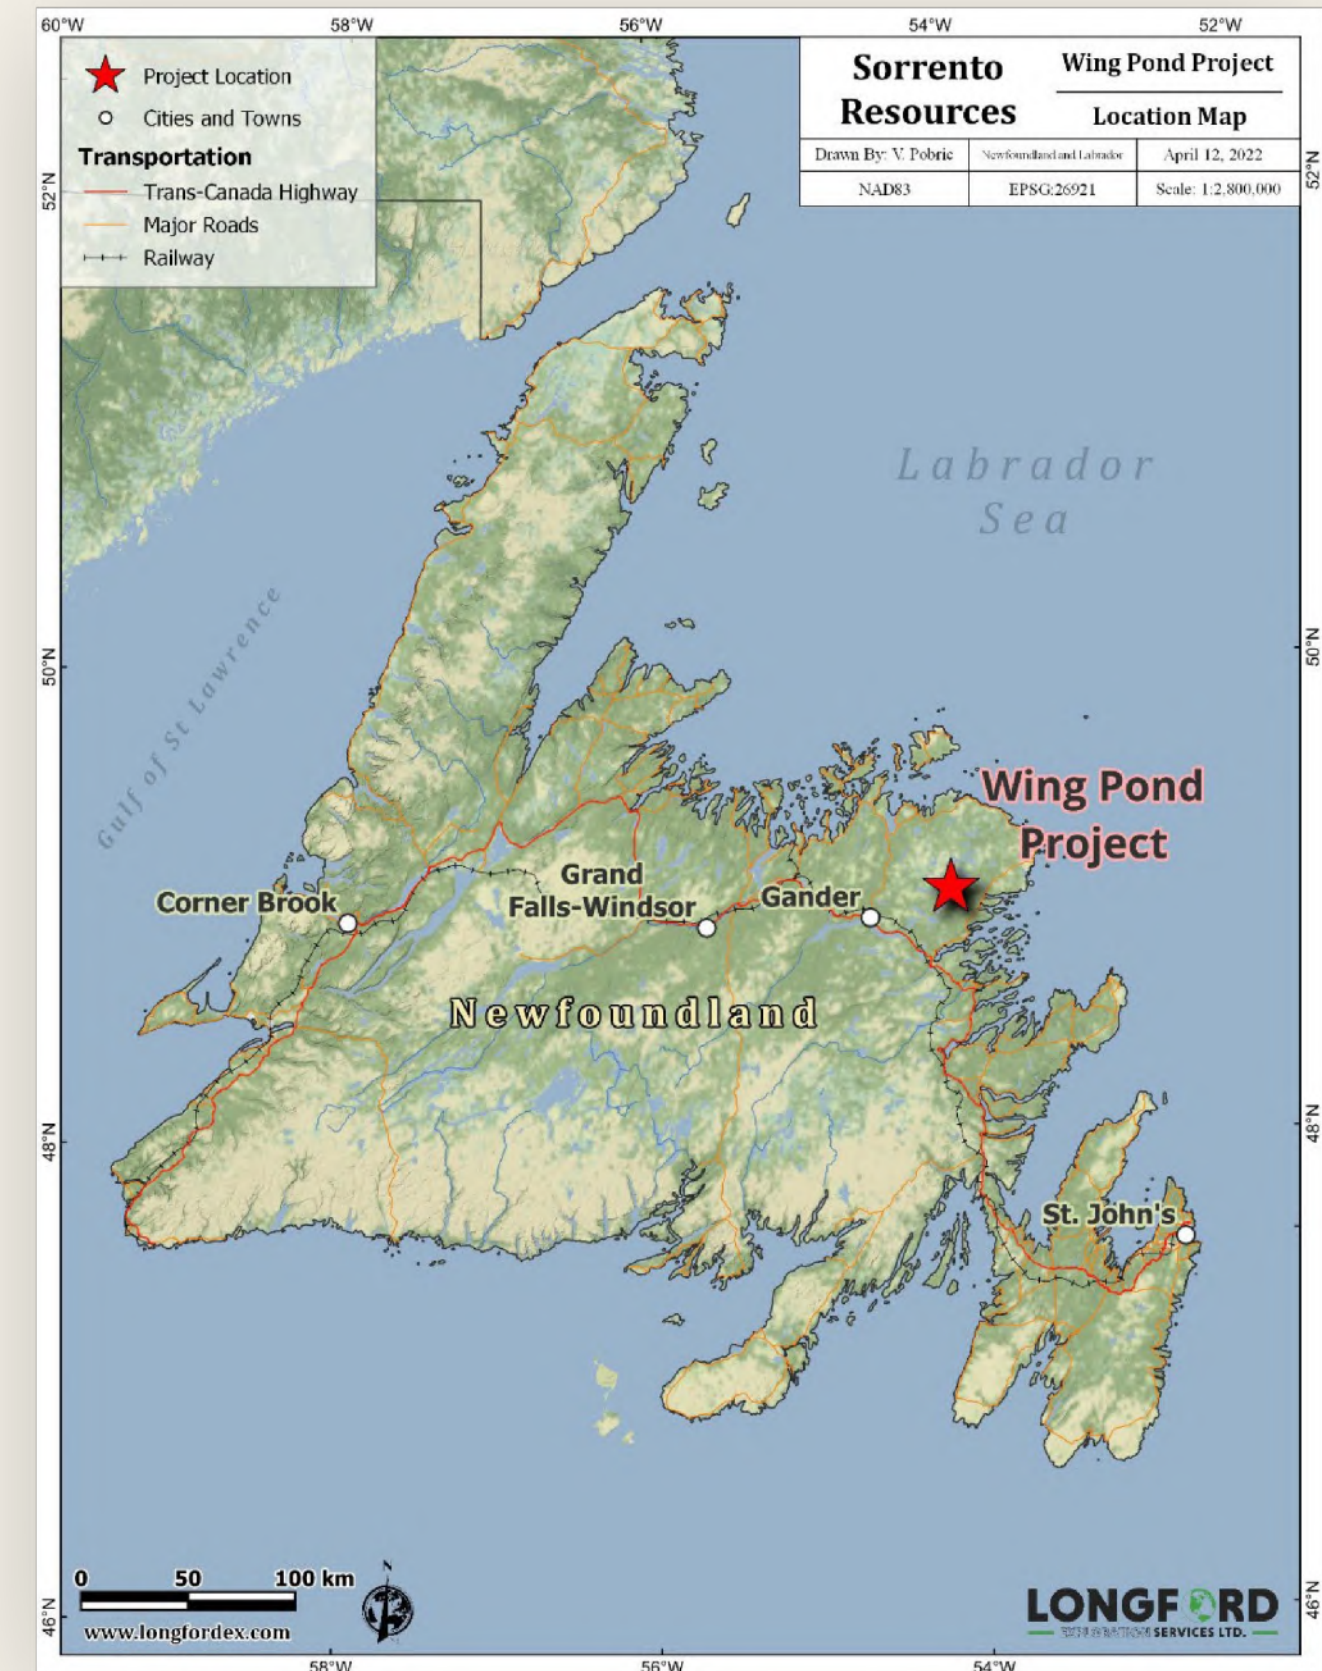 60°W 58°W 56°W 54°W 52°W
Project Location
Cities and Towns
Transportation
Trans-Canada Highway
Major Roads
Railway
Sorrento
Resources
Wing Pond Project
Location Map
Drawn By: V. Pobric Newfoundland and Labrador April 12, 2022
NAD83 EPSG:26921 Scale: 1:2,800,000
52°N 52°N
Labrador
Sea
Gulf of St Lawrence
50°N 50°N
Wing Pond
Project
Corner Brook
Grand
Falls-Windsor
Gander
Newfoundland
48°N 48°N
St. John's
0 50 100 km
N
www.longfordex.com
LONGFORD
EXPLORATION SERVICES LTD.
46°N 46°N
58°W 56°W 54°W